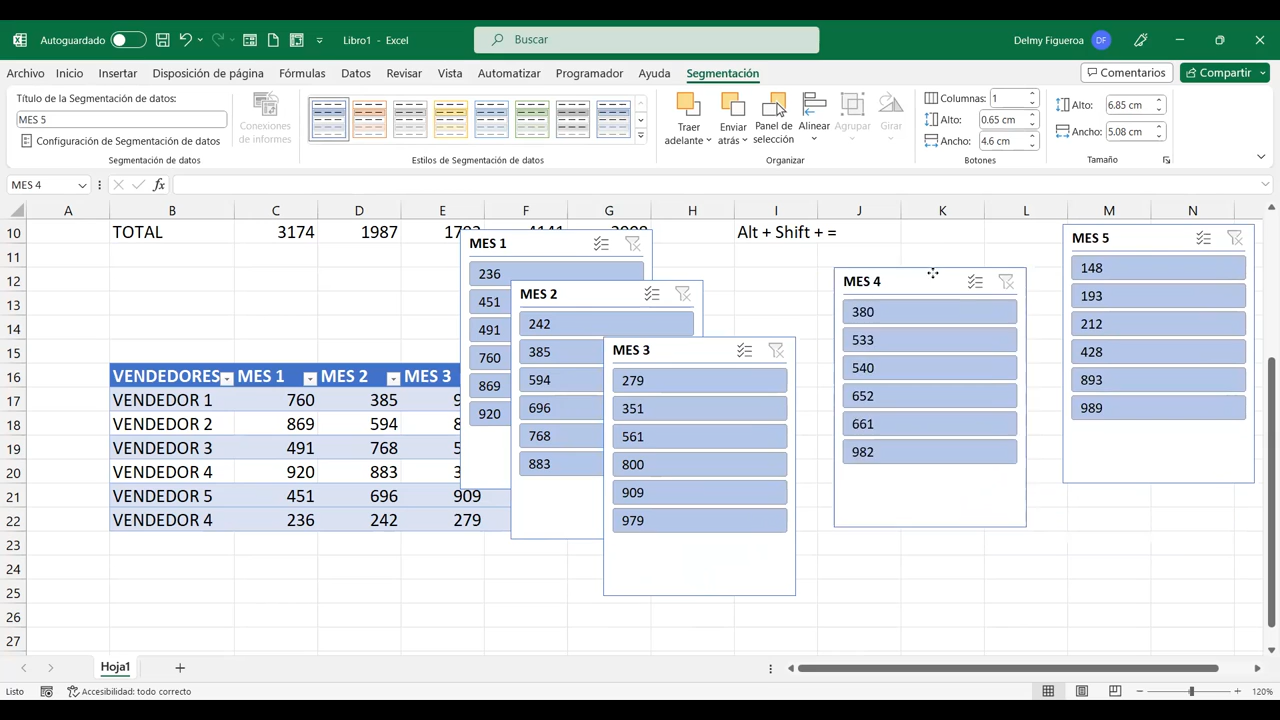 Autoguardado
Libro1 - Excel
Buscar
Delmy Figueroa
DF
Archivo Inicio Insertar Disposición de página Fórmulas Datos Revisar Vista Automatizar Programador Ayuda Segmentación
Comentarios
Compartir
Título de la Segmentación de datos:
MES 5
Configuración de Segmentación de datos
Segmentación de datos
Conexiones de informes
Estilos de Segmentación de datos
Traer adelante
Enviar atrás
Panel de selección
Alinear
Agrupar
Girar
Organizar
Columnas: 1
Alto: 0.65 cm
Ancho: 4.6 cm
Botones
Alto: 6.85 cm
Ancho: 5.08 cm
Tamaño
MES 4
fx
A B C D E F G H I J K L M N
10 TOTAL 3174 1987
Alt + Shift + =
11
12
13
14
15
16 VENDEDORES MES 1 MES 2 MES 3
17 VENDEDOR 1 760 385 9
18 VENDEDOR 2 869 594 8
19 VENDEDOR 3 491 768 5
20 VENDEDOR 4 920 883 3
21 VENDEDOR 5 451 696 909
22 VENDEDOR 4 236 242 279
23
24
25
26
27
MES 1
236
451
491
760
869
920
MES 2
242
385
594
696
768
883
MES 3
279
351
561
800
909
979
MES 4
380
533
540
652
661
982
MES 5
148
193
212
428
893
989
Hoja1
Listo
Accesibilidad: todo correcto
120%